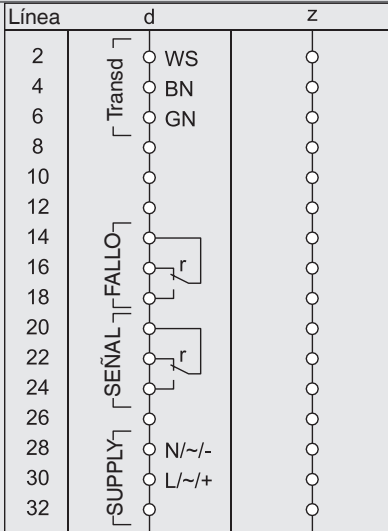 Línea d z
2 WS
4 BN
6 GN
Transd
8
10
12
14
16 r
18
FALLO
20
22 r
24
SEÑAL
26
28 N/~/-
30 L/~/+
32
SUPPLY